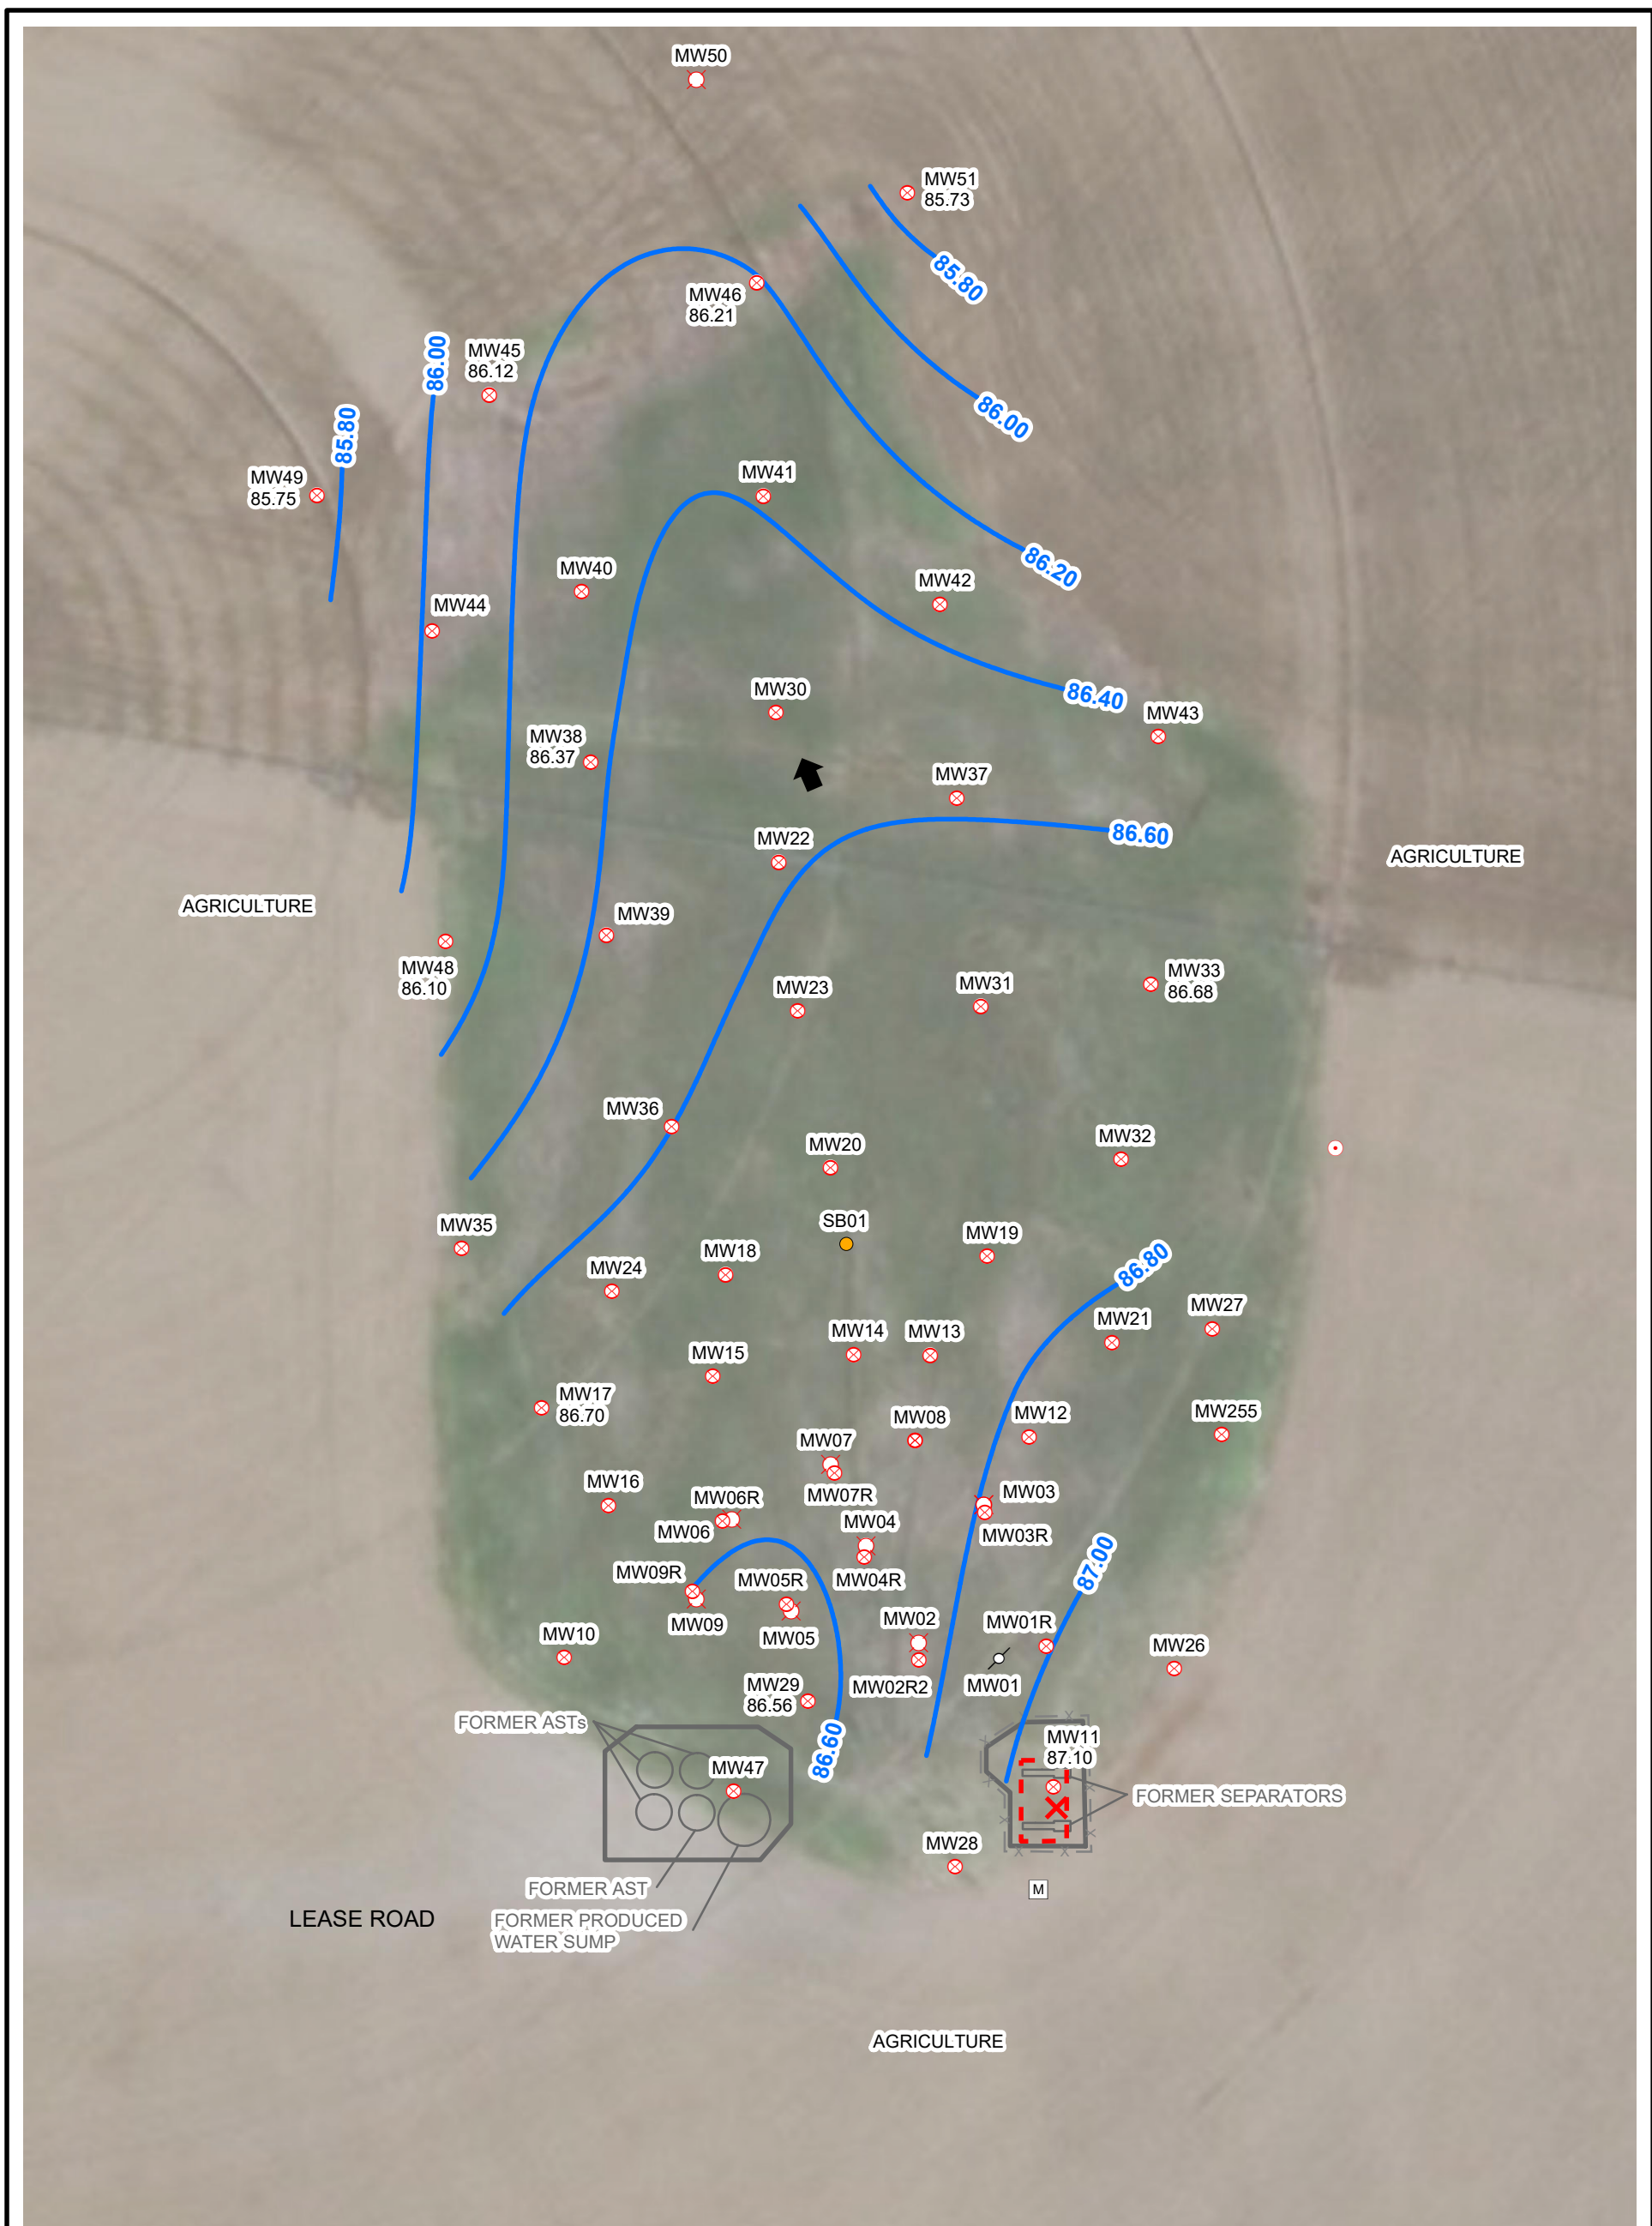 MW50
MW51
85.73
85.80
MW46
86.21
86.00
MW45
86.12
86.00
85.80
MW49
85.75
MW41
86.20
MW40
MW42
MW44
86.40
MW30
MW43
MW38
86.37
MW37
86.60
MW22
AGRICULTURE
AGRICULTURE
MW39
MW48
86.10
MW33
86.68
MW31
MW23
MW36
MW32
MW20
MW35
SB01
MW19
MW18
86.80
MW24
MW27
MW21
MW14
MW13
MW15
MW17
86.70
MW12
MW255
MW08
MW07
MW16
MW07R
MW03
MW06R
MW06
MW04
MW03R
87.00
MW09R
MW05R
MW04R
MW09
MW05
MW02
MW01R
MW10
MW26
MW02R2
MW01
MW29
86.56
FORMER ASTs
86.60
MW11
87.10
MW47
FORMER SEPARATORS
MW28
FORMER AST
M
LEASE ROAD
FORMER PRODUCED
WATER SUMP
AGRICULTURE